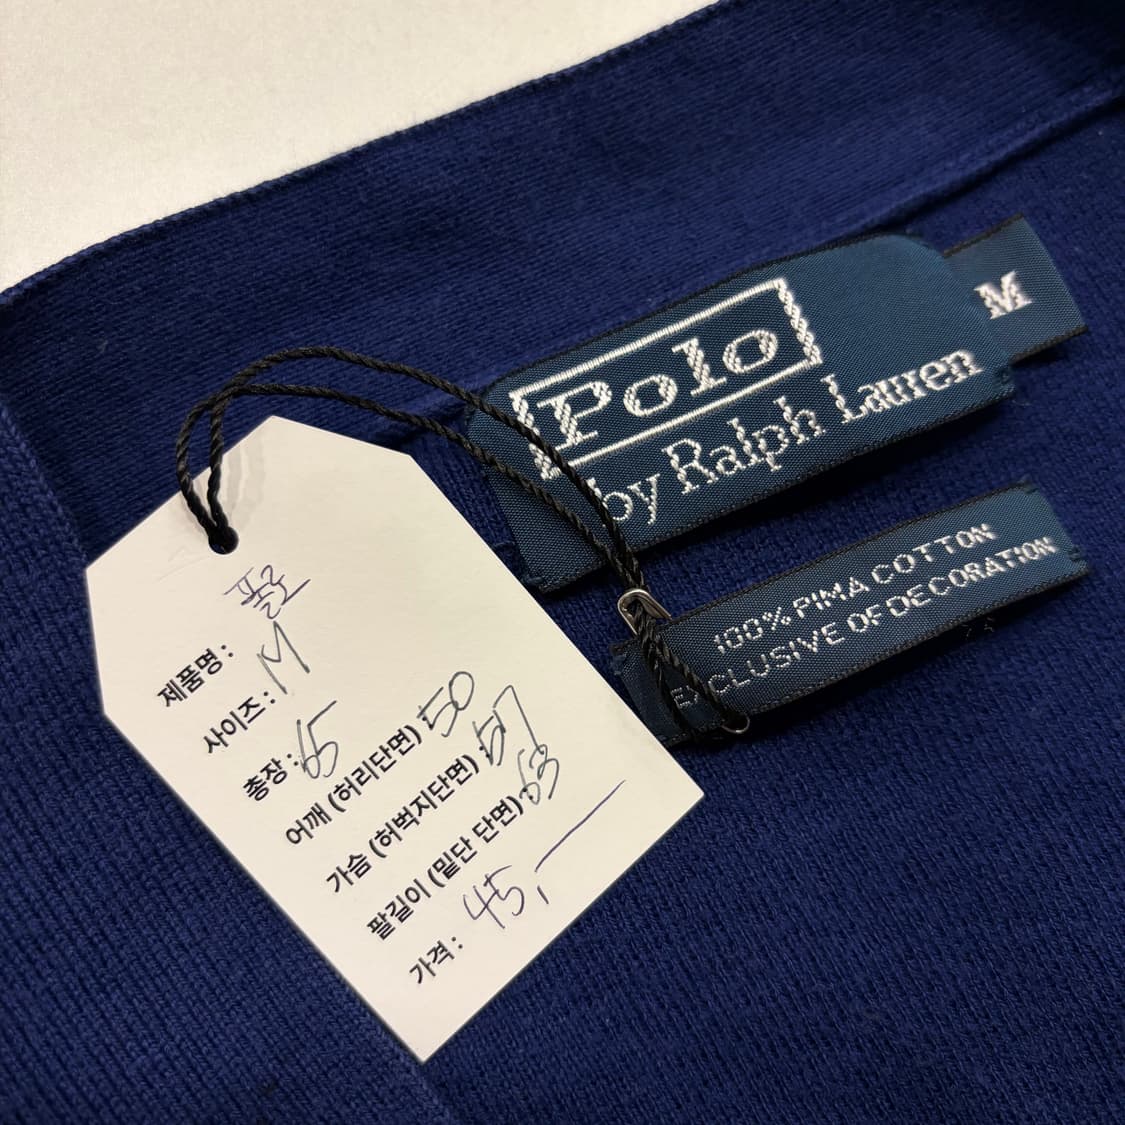 Polo
by Ralph Lauren
M
100% PIMA COTTON
EXCLUSIVE OF DECORATION
제품명 : 폴로
사이즈 : M
총장 : 65
어깨 (허리단면) 50
가슴 (허벅지단면) 57
팔길이 (밑단 단면) 63
가격 : 45,—